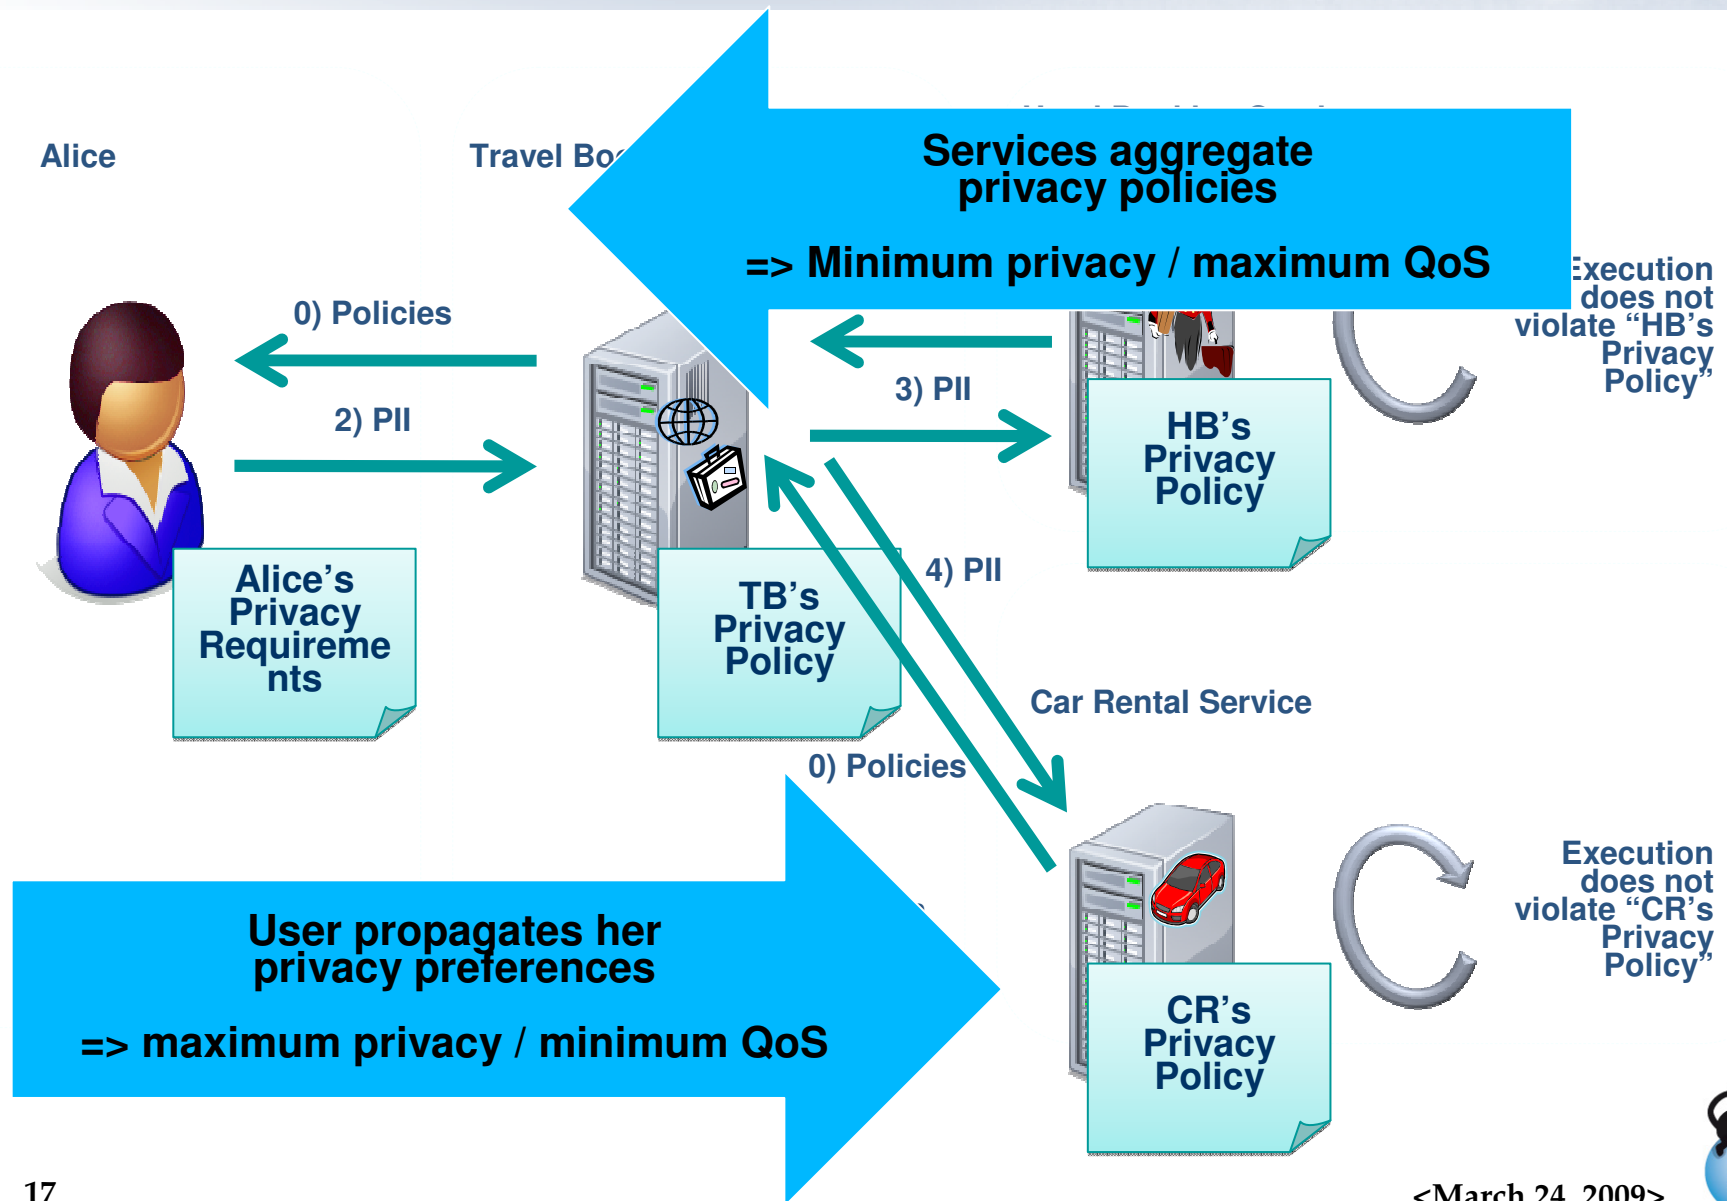 Alice
Travel Bo
Services aggregate
privacy policies
=> Minimum privacy / maximum QoS
Execution
does not
violate “HB’s
Privacy
Policy”
0) Policies
2) PII
3) PII
HB’s
Privacy
Policy
4) PII
Alice’s
Privacy
Requireme
nts
TB’s
Privacy
Policy
Car Rental Service
0) Policies
User propagates her
privacy preferences
=> maximum privacy / minimum QoS
Execution
does not
violate “CR’s
Privacy
Policy”
CR’s
Privacy
Policy
17
<March 24, 2009>